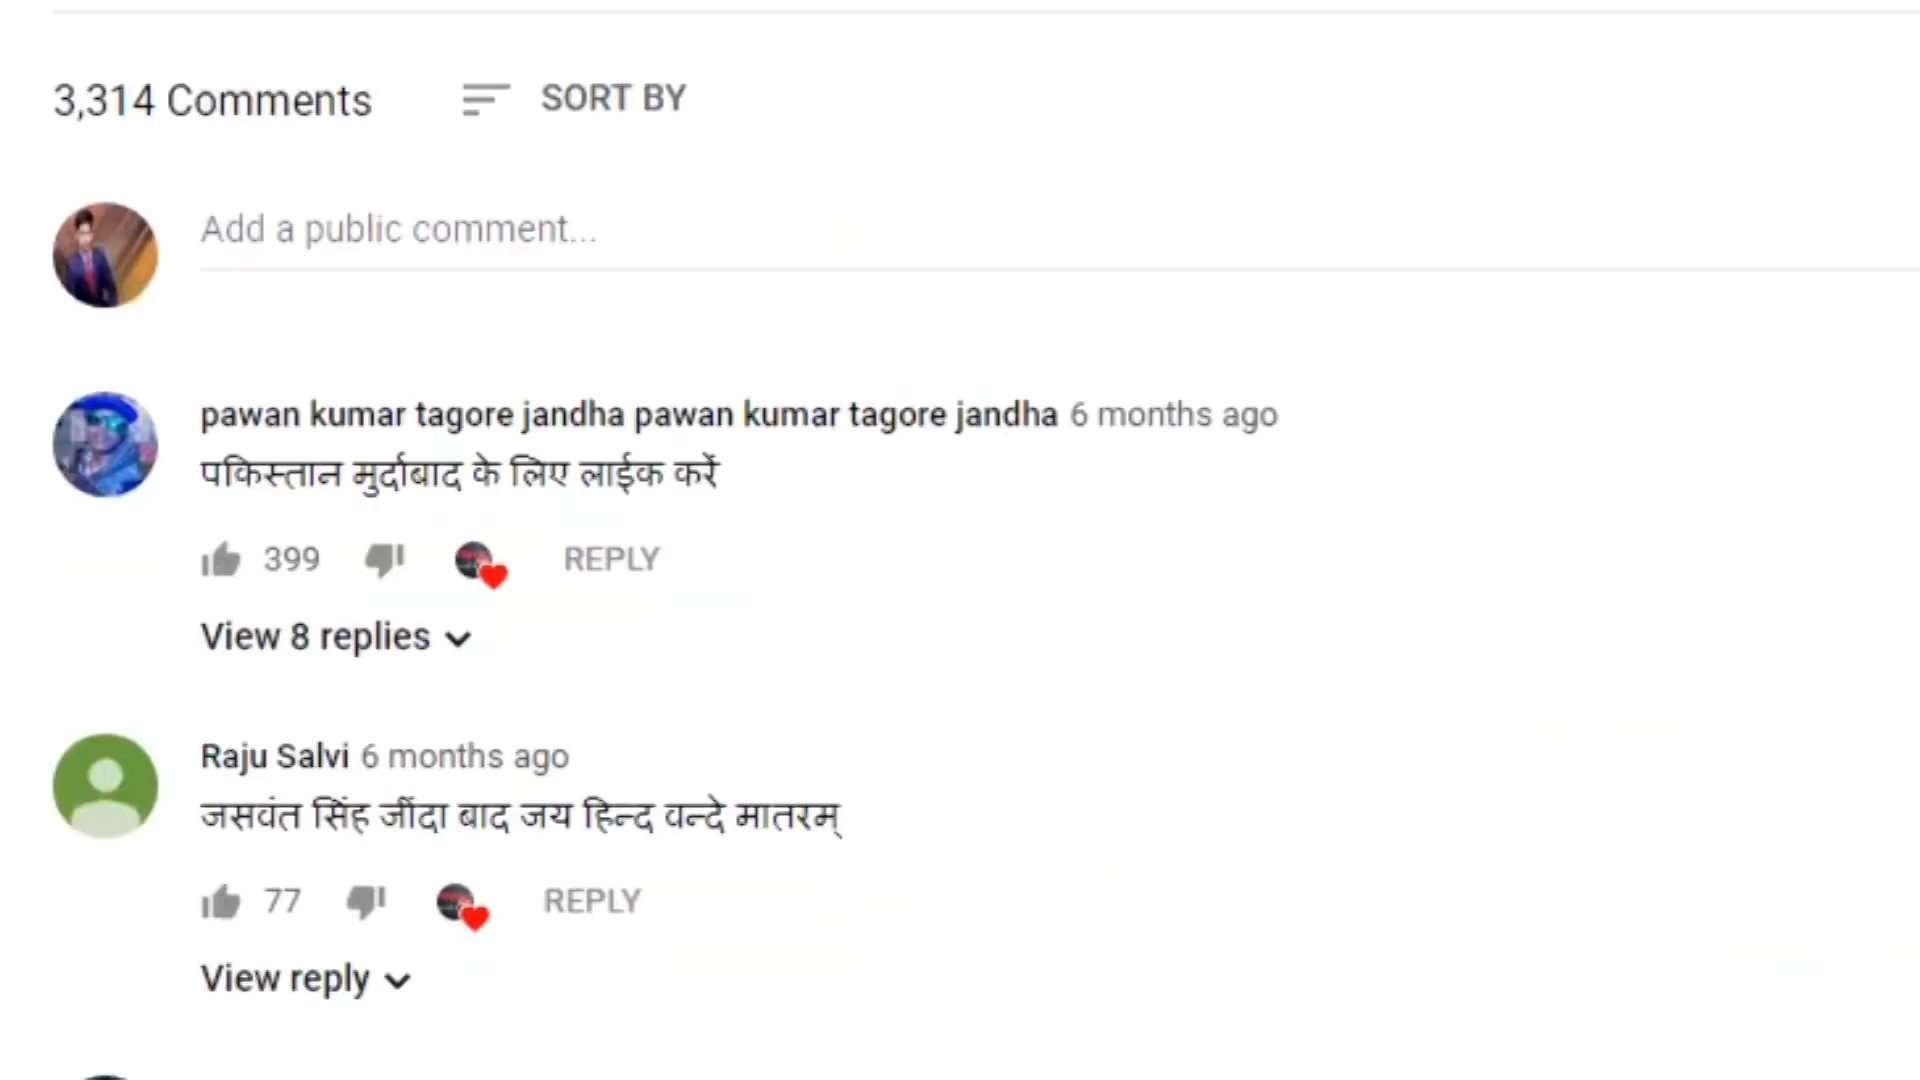 3,314 Comments SORT BY
Add a public comment...
pawan kumar tagore jandha pawan kumar tagore jandha 6 months ago
पकिस्तान मुर्दाबाद के लिए लाईक करें
399 REPLY
View 8 replies
Raju Salvi 6 months ago
जसवंत सिंह जींदा बाद जय हिन्द वन्दे मातरम्
77 REPLY
View reply